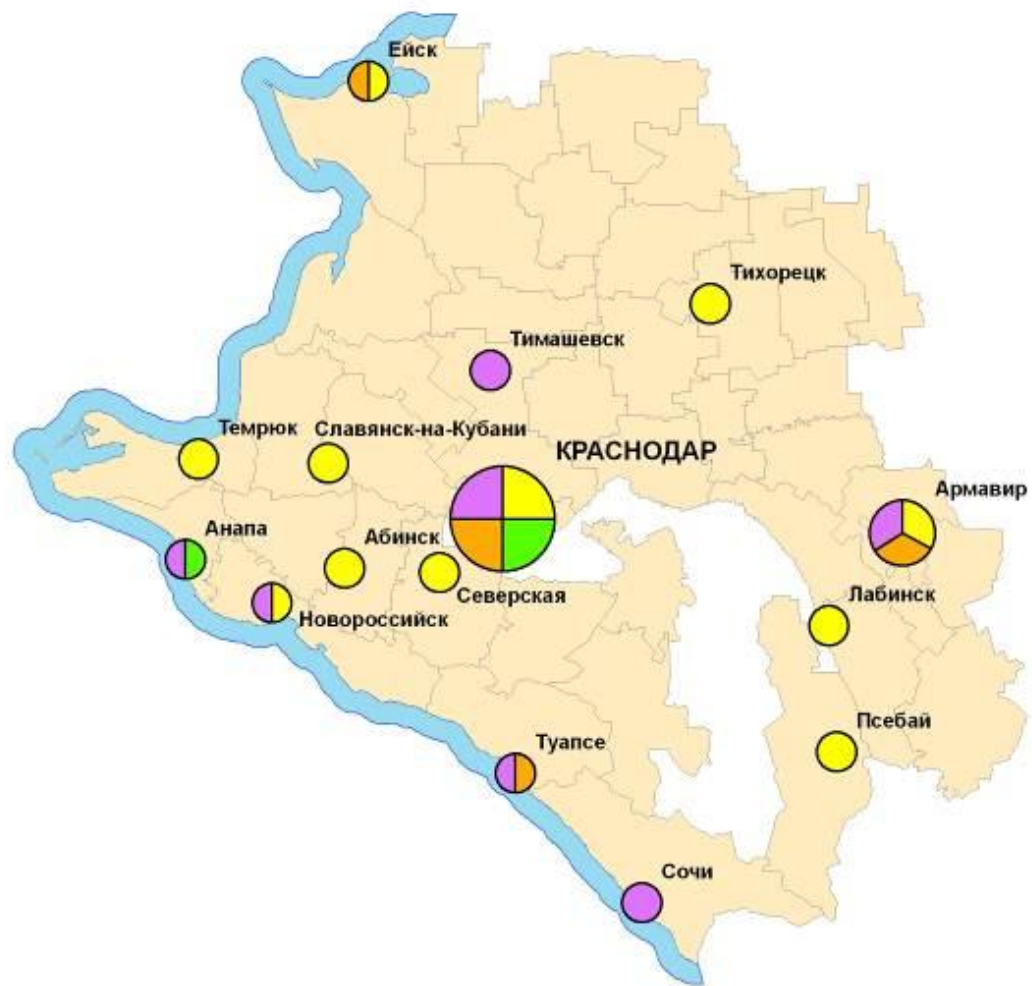 Ейск
Тихорецк
Тимашевск
Темрюк
Славянск-на-Кубани
КРАСНОДАР
Армавир
Анапа
Абинск
Северская
Лабинск
Новороссийск
Псебай
Туапсе
Сочи